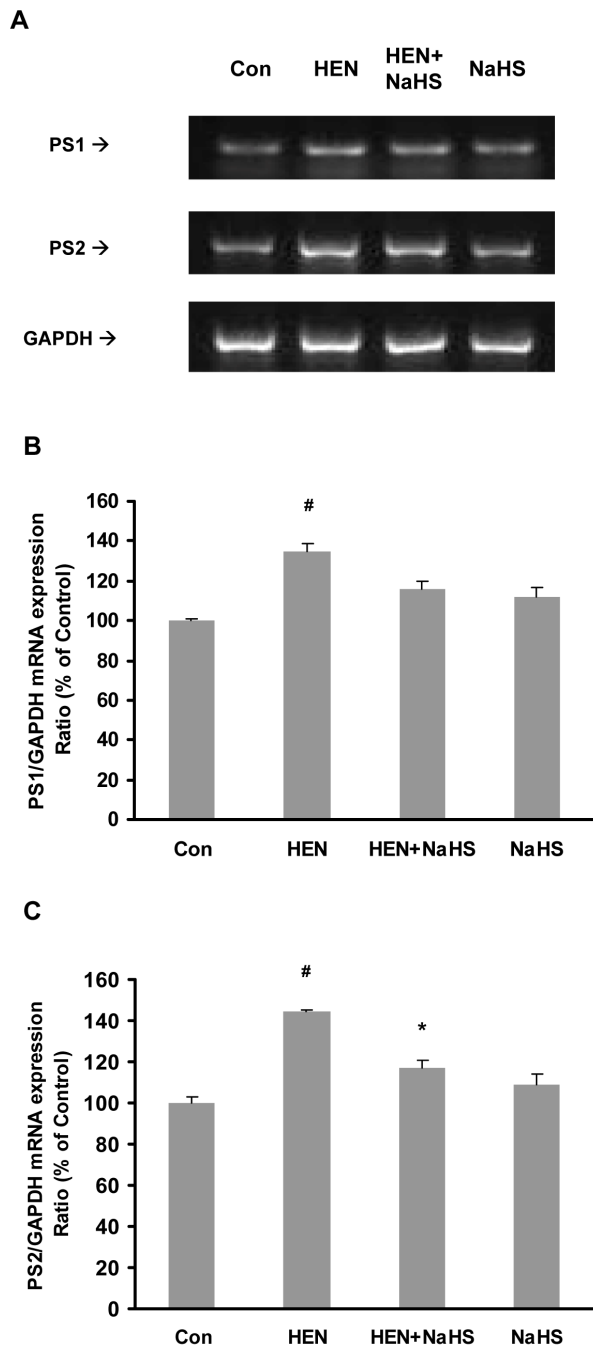 A
Con HEN HEN+ NaHS NaHS
PS1 →
PS2 →
GAPDH →
B
PS1/GAPDH mRNA expression
Ratio (% of Control)
160
140
120
100
80
60
40
20
0
#
Con HEN HEN+NaHS NaHS
C
PS2/GAPDH mRNA expression
Ratio (% of Control)
160
140
120
100
80
60
40
20
0
#
*
Con HEN HEN+NaHS NaHS